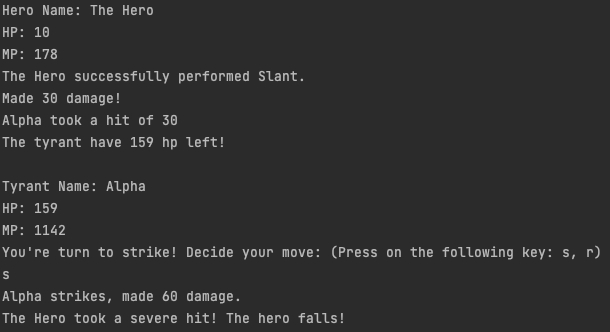 Hero Name: The Hero
HP: 10
MP: 178
The Hero successfully performed Slant.
Made 30 damage!
Alpha took a hit of 30
The tyrant have 159 hp left!
Tyrant Name: Alpha
HP: 159
MP: 1142
You're turn to strike! Decide your move: (Press on the following key: s, r)
s
Alpha strikes, made 60 damage.
The Hero took a severe hit! The hero falls!